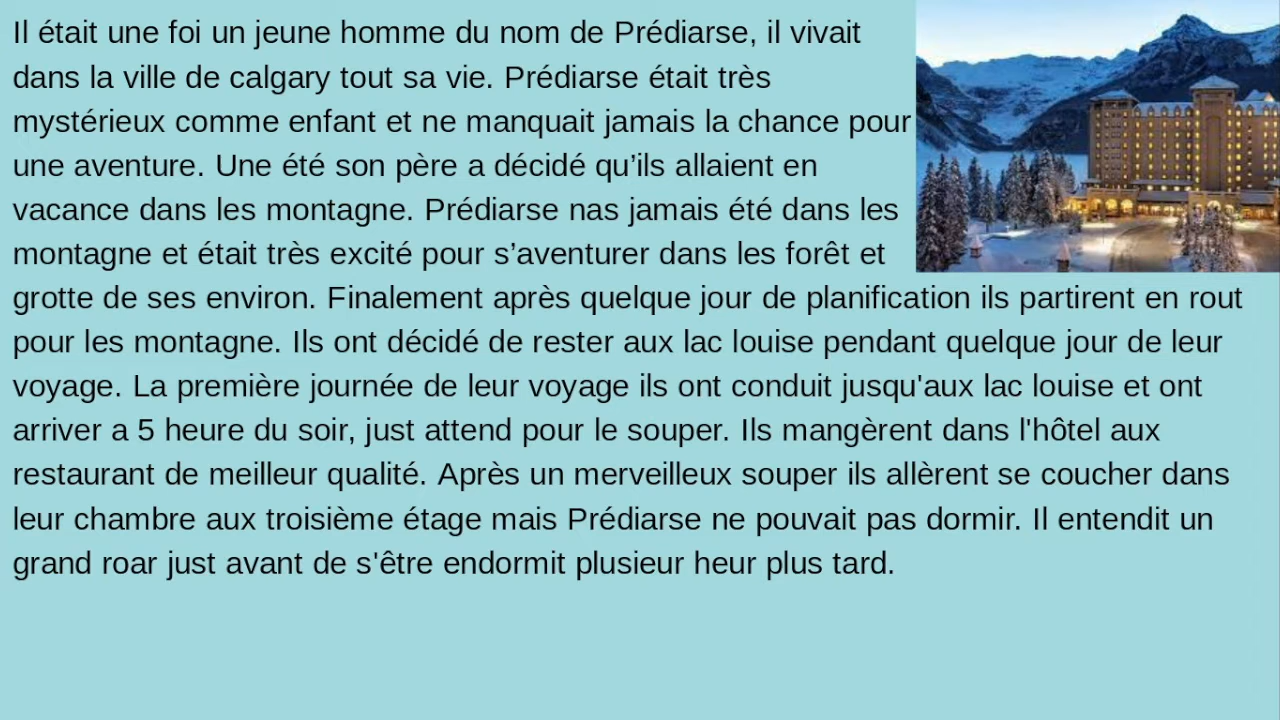 Il était une foi un jeune homme du nom de Prédiarse, il vivait
dans la ville de calgary tout sa vie. Prédiarse était très
mystérieux comme enfant et ne manquait jamais la chance pour
une aventure. Une été son père a décidé qu’ils allaient en
vacance dans les montagne. Prédiarse nas jamais été dans les
montagne et était très excité pour s’aventurer dans les forêt et
grotte de ses environ. Finalement après quelque jour de planification ils partirent en rout
pour les montagne. Ils ont décidé de rester aux lac louise pendant quelque jour de leur
voyage. La première journée de leur voyage ils ont conduit jusqu'aux lac louise et ont
arriver a 5 heure du soir, just attend pour le souper. Ils mangèrent dans l'hôtel aux
restaurant de meilleur qualité. Après un merveilleux souper ils allèrent se coucher dans
leur chambre aux troisième étage mais Prédiarse ne pouvait pas dormir. Il entendit un
grand roar just avant de s'être endormit plusieur heur plus tard.